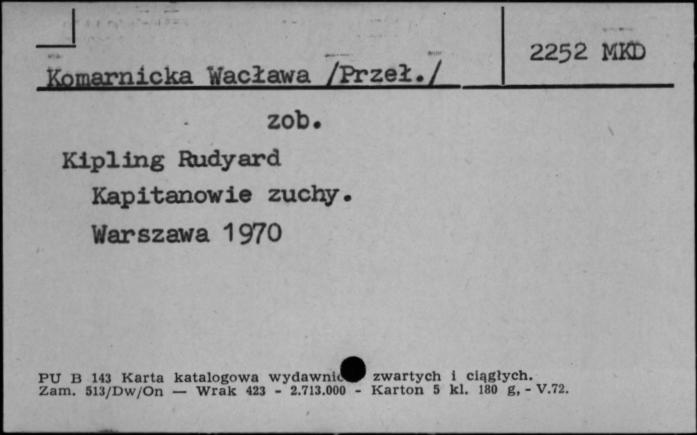 2252 MKD
Komarnicka Wacława /Przeł./
zob.
Kipling Rudyard
Kapitanowie zuchy.
Warszawa 1970
PU B 143 Karta katalogowa zwartych i ciągłych.
Zam. 513/Dw/On — Wrak 423 - 2.713.000 - Karton 5 kl. 180 g, - V.72.